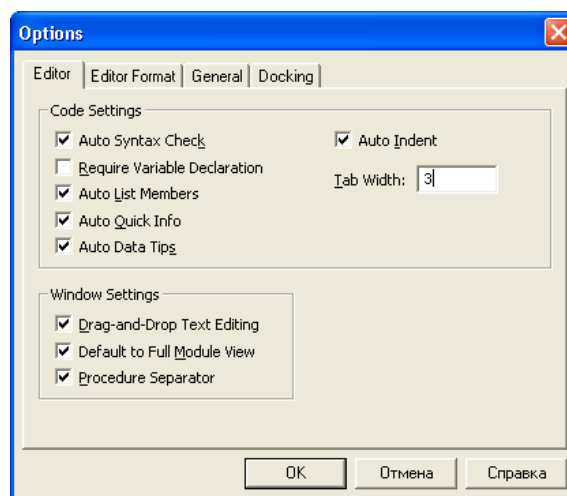 Options
Editor Editor Format General Docking
Code Settings
Auto Syntax Check
Auto Indent
Require Variable Declaration
Tab Width: 3
Auto List Members
Auto Quick Info
Auto Data Tips
Window Settings
Drag-and-Drop Text Editing
Default to Full Module View
Procedure Separator
OK Отмена Справка